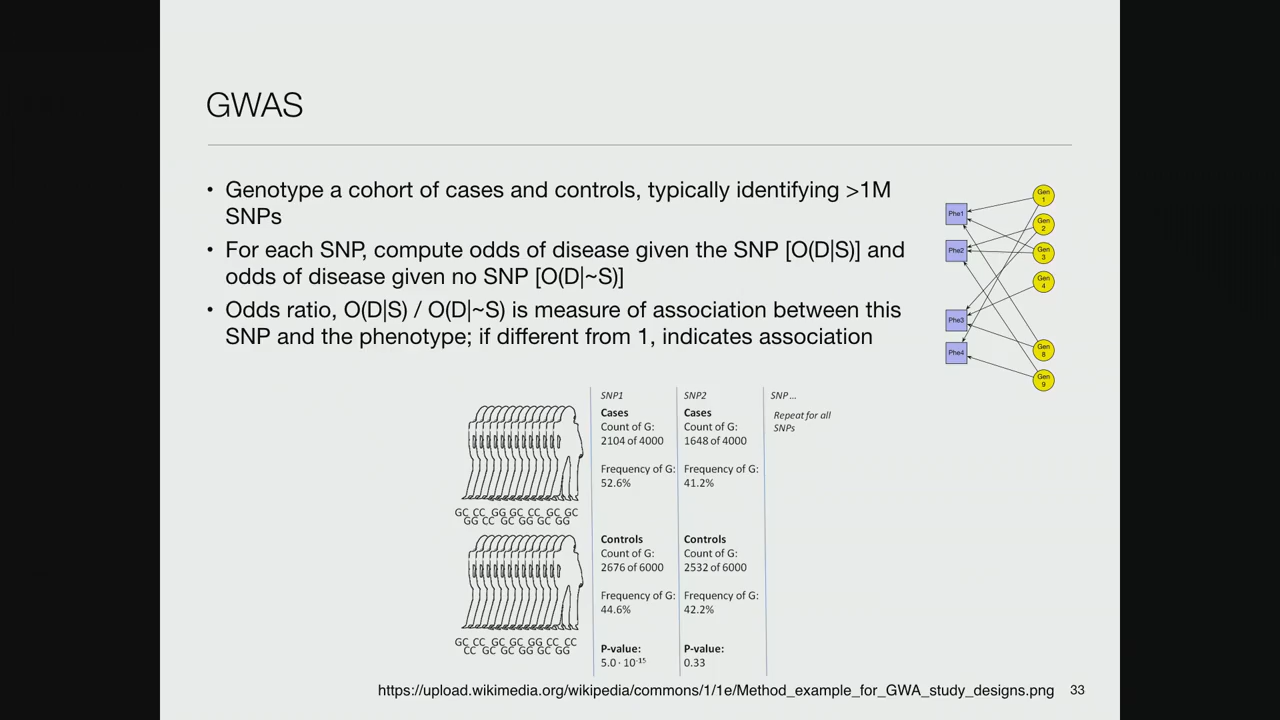 GWAS
• Genotype a cohort of cases and controls, typically identifying >1M
SNPs
• For each SNP, compute odds of disease given the SNP [O(D|S)] and
odds of disease given no SNP [O(D|~S)]
• Odds ratio, O(D|S) / O(D|~S) is measure of association between this
SNP and the phenotype; if different from 1, indicates association
Gen
1
Phe1
Gen
2
Phe2
Gen
3
Gen
4
Phe3
Phe4
Gen
8
Gen
9
SNP1
Cases
Count of G:
2104 of 4000
Frequency of G:
52.6%
Controls
Count of G:
2676 of 6000
Frequency of G:
44.6%
P-value:
5.0 · 10⁻¹⁵
SNP2
Cases
Count of G:
1648 of 4000
Frequency of G:
41.2%
Controls
Count of G:
2532 of 6000
Frequency of G:
42.2%
P-value:
0.33
SNP ...
Repeat for all
SNPs
GC CC GG GC CC GC GC
GG CC GC GG GC GG
GC CC GC GC GG CC CC
CC GC GG GC GG
https://upload.wikimedia.org/wikipedia/commons/1/1e/Method_example_for_GWA_study_designs.png
33